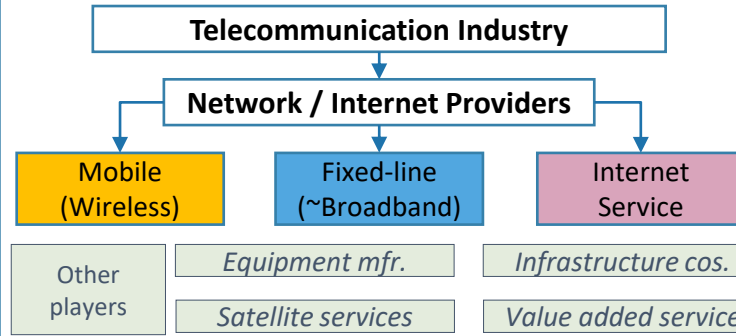 Telecommunication Industry
Network / Internet Providers
Mobile
(Wireless)
Fixed-line
(~Broadband)
Internet
Service
Other
players
Equipment mfr.
Infrastructure cos.
Satellite services
Value added service